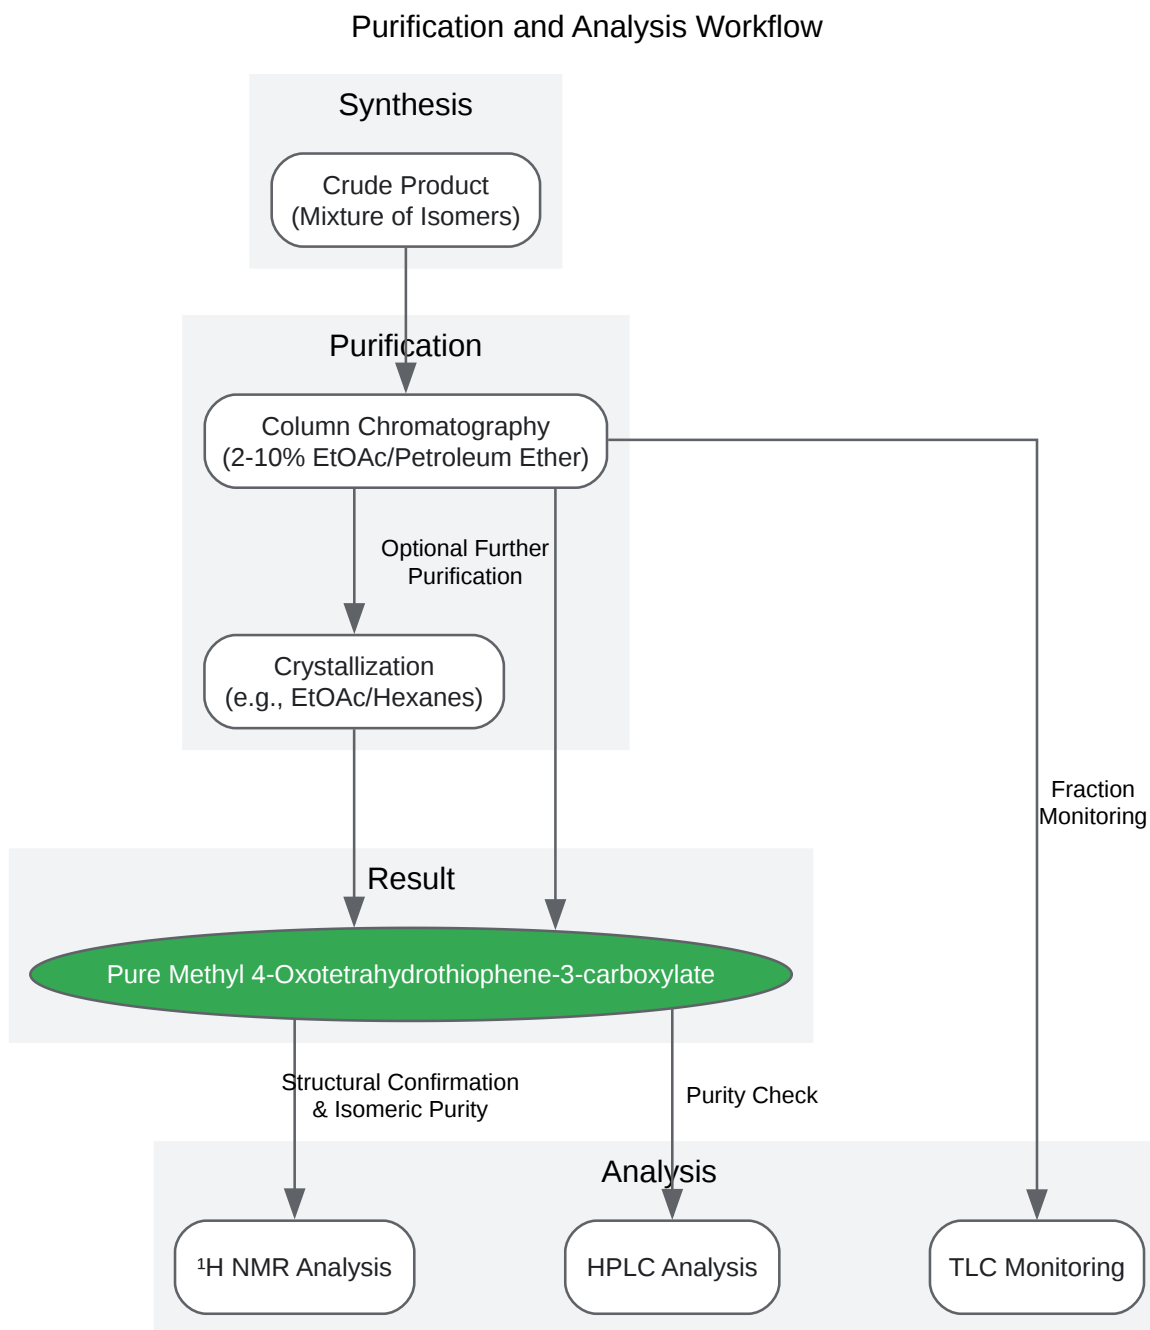 Purification and Analysis Workflow
Synthesis
Crude Product
(Mixture of Isomers)
Purification
Column Chromatography
(2-10% EtOAc/Petroleum Ether)
Optional Further
Purification
Crystallization
(e.g., EtOAc/Hexanes)
Fraction
Monitoring
Result
Pure Methyl 4-Oxotetrahydrothiophene-3-carboxylate
Structural Confirmation
& Isomeric Purity
Purity Check
Analysis
¹H NMR Analysis
HPLC Analysis
TLC Monitoring